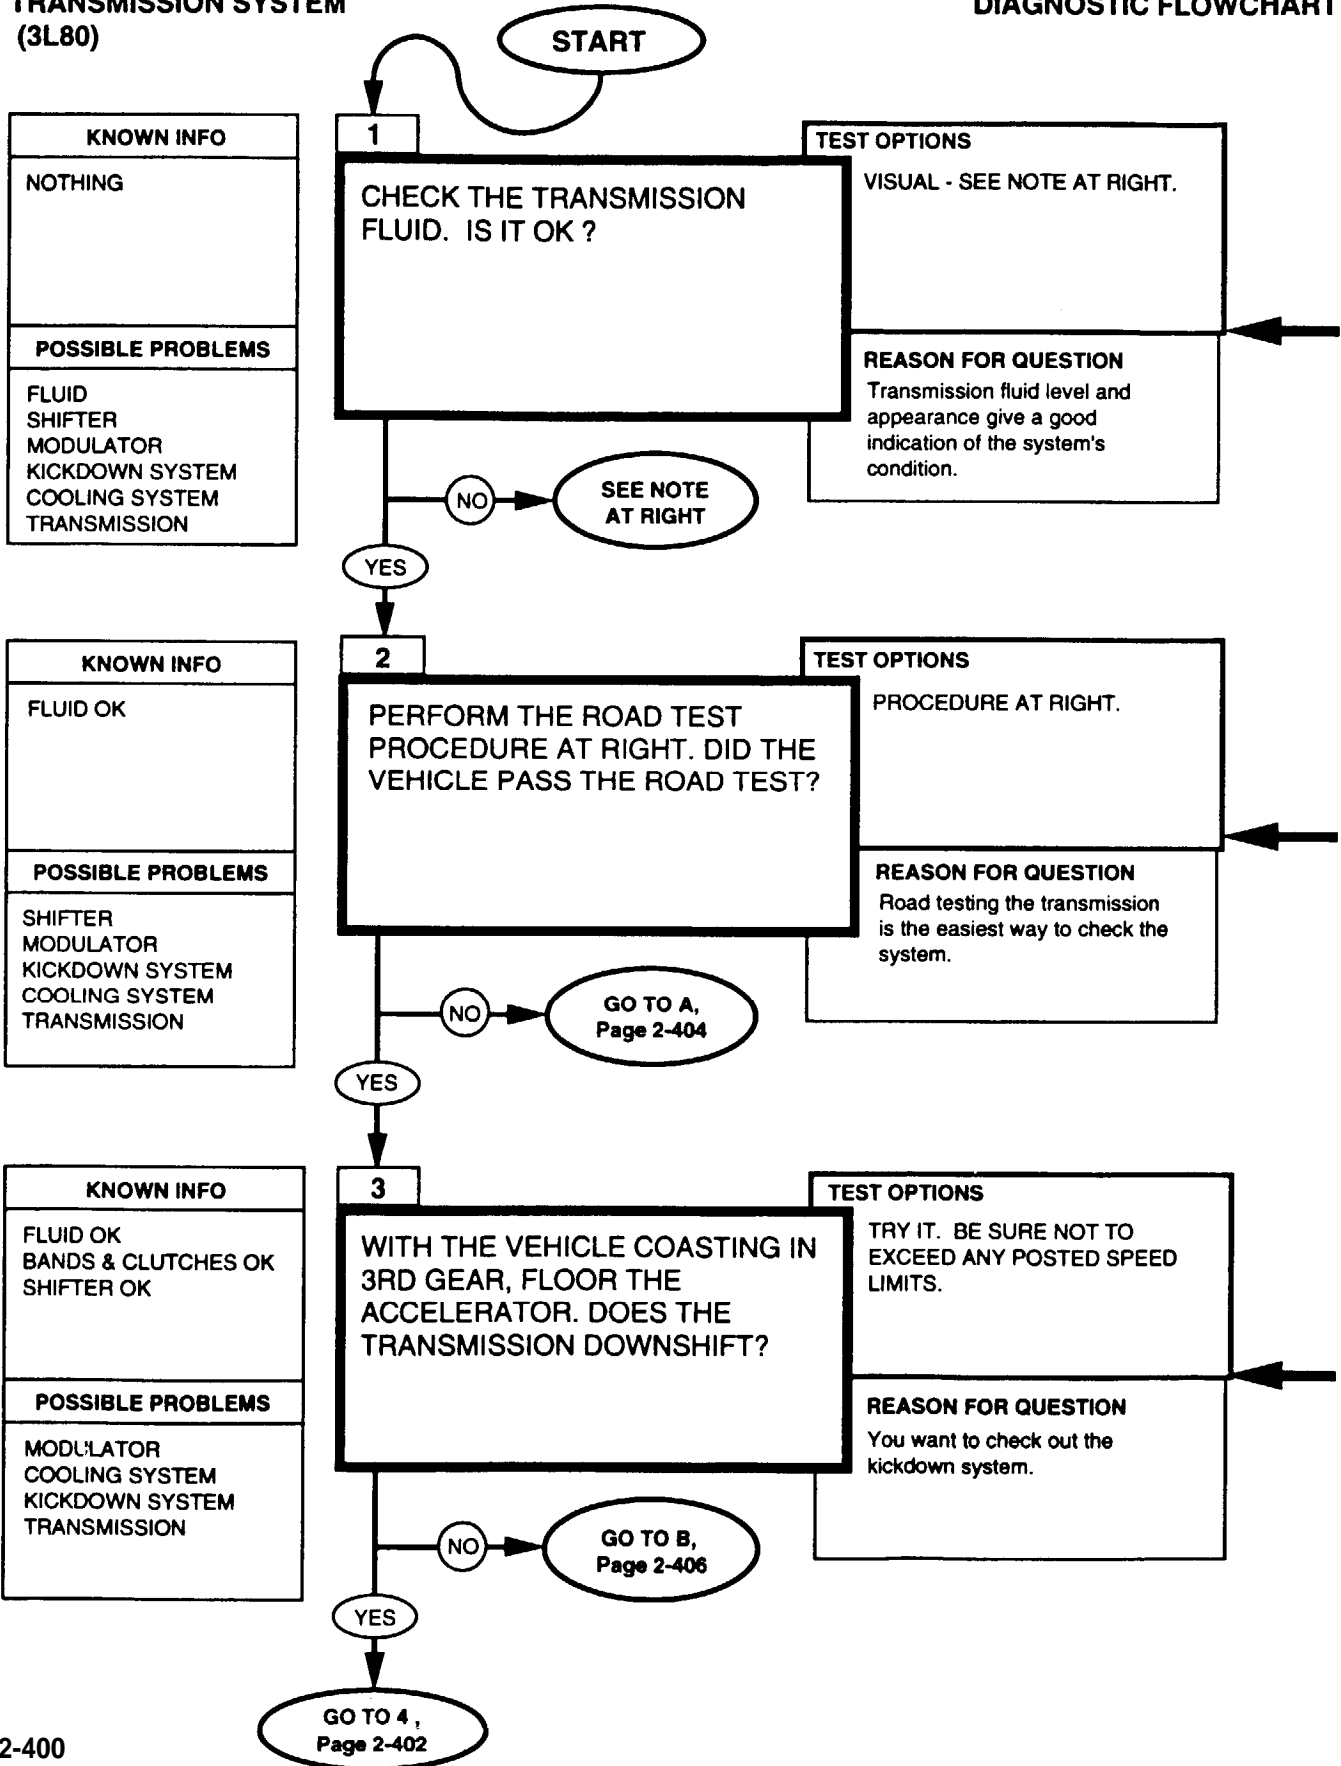 TRANSMISSION SYSTEM
(3L80)
DIAGNOSTIC FLOWCHART
START
KNOWN INFO
NOTHING
POSSIBLE PROBLEMS
FLUID
SHIFTER
MODULATOR
KICKDOWN SYSTEM
COOLING SYSTEM
TRANSMISSION
1
CHECK THE TRANSMISSION
FLUID. IS IT OK ?
TEST OPTIONS
VISUAL - SEE NOTE AT RIGHT.
REASON FOR QUESTION
Transmission fluid level and
appearance give a good
indication of the system's
condition.
NO
SEE NOTE
AT RIGHT
YES
KNOWN INFO
FLUID OK
POSSIBLE PROBLEMS
SHIFTER
MODULATOR
KICKDOWN SYSTEM
COOLING SYSTEM
TRANSMISSION
2
PERFORM THE ROAD TEST
PROCEDURE AT RIGHT. DID THE
VEHICLE PASS THE ROAD TEST?
TEST OPTIONS
PROCEDURE AT RIGHT.
REASON FOR QUESTION
Road testing the transmission
is the easiest way to check the
system.
NO
GO TO A,
Page 2-404
YES
KNOWN INFO
FLUID OK
BANDS & CLUTCHES OK
SHIFTER OK
POSSIBLE PROBLEMS
MODULATOR
COOLING SYSTEM
KICKDOWN SYSTEM
TRANSMISSION
3
WITH THE VEHICLE COASTING IN
3RD GEAR, FLOOR THE
ACCELERATOR. DOES THE
TRANSMISSION DOWNSHIFT?
TEST OPTIONS
TRY IT. BE SURE NOT TO
EXCEED ANY POSTED SPEED
LIMITS.
REASON FOR QUESTION
You want to check out the
kickdown system.
NO
GO TO B,
Page 2-406
YES
GO TO 4 ,
Page 2-402
2-400